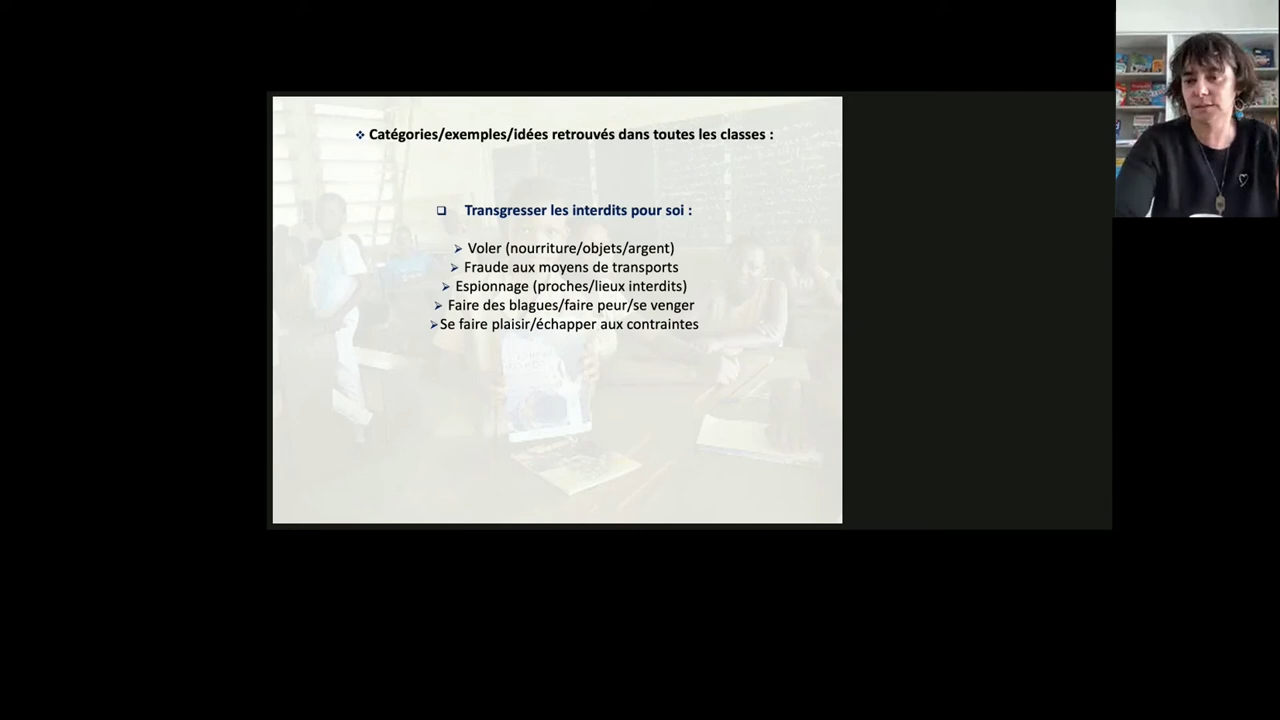 ❖ Catégories/exemples/idées retrouvés dans toutes les classes :
❑ Transgresser les interdits pour soi :
➢ Voler (nourriture/objets/argent)
➢ Fraude aux moyens de transports
➢ Espionnage (proches/lieux interdits)
➢ Faire des blagues/faire peur/se venger
➢Se faire plaisir/échapper aux contraintes